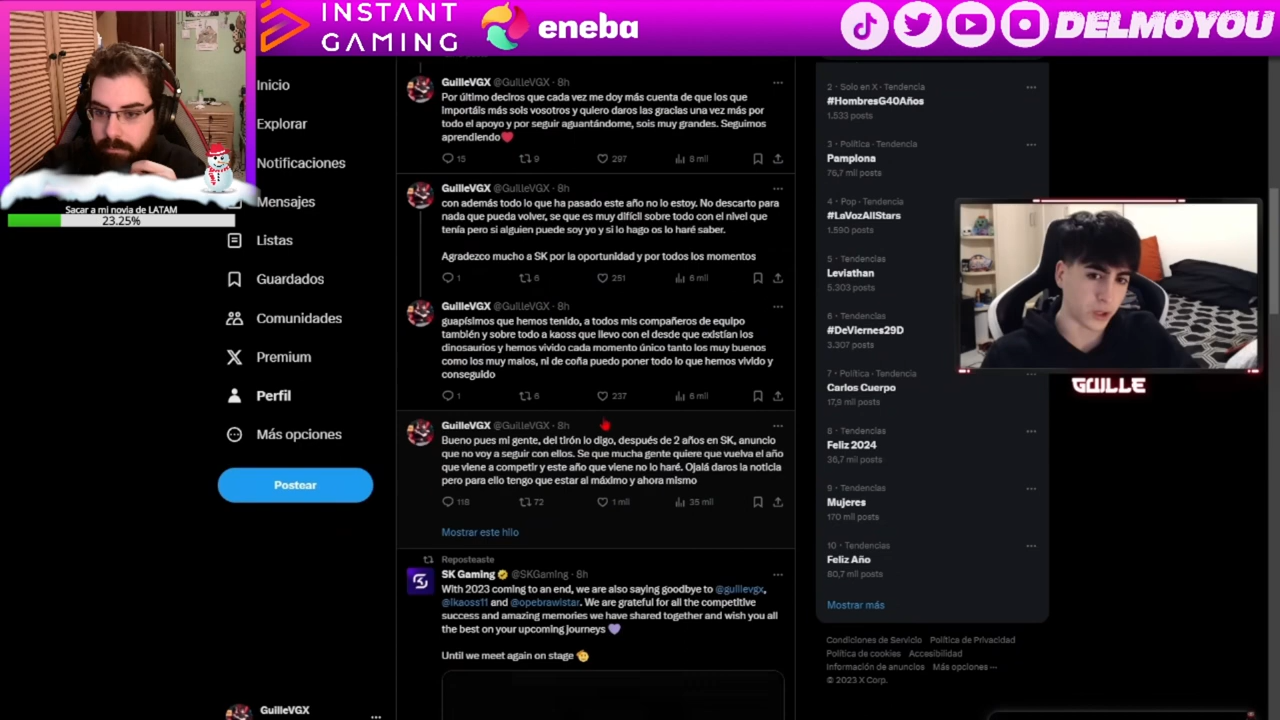 INSTANT
GAMING
eneba
DELMOYOU
Sacar a mi novia de LATAM
23.25%
Inicio
Explorar
Notificaciones
Mensajes
Listas
Guardados
Comunidades
Premium
Perfil
Más opciones
Postear
GuilleVGX
GuilleVGX @GuilleVGX · 8h
Por último deciros que cada vez me doy más cuenta de que los que
importáis más sois vosotros y quiero daros las gracias una vez más por
todo el apoyo y por seguir aguantándome, sois muy grandes. Seguimos
aprendiendo❤️
15 9 297 8 mil
GuilleVGX @GuilleVGX · 8h
con además todo lo que ha pasado este año no lo estoy. No descarto para
nada que pueda volver, se que es muy difícil sobre todo con el nivel que
tenía pero si alguien puede soy yo y si lo hago os lo haré saber.
Agradezco mucho a SK por la oportunidad y por todos los momentos
1 6 251 6 mil
GuilleVGX @GuilleVGX · 8h
guapísimos que hemos tenido, a todos mis compañeros de equipo
también y sobre todo a kaoss que llevo con el desde que existían los
dinosaurios y hemos vivido cada momento único tanto los muy buenos
como los muy malos, ni de coña puedo poner todo lo que hemos vivido y
conseguido
1 6 237 6 mil
GuilleVGX @GuilleVGX · 8h
Bueno pues mi gente, del tirón lo digo, después de 2 años en SK, anuncio
que no voy a seguir con ellos. Se que mucha gente quiere que vuelva el año
que viene a competir y este año que viene no lo haré. Ojalá daros la noticia
pero para ello tengo que estar al máximo y ahora mismo
118 72 1 mil 35 mil
Mostrar este hilo
Reposteaste
SK Gaming @SKGaming · 8h
With 2023 coming to an end, we are also saying goodbye to @guillevgx,
@ikaoss11 and @opebrawlstar. We are grateful for all the competitive
success and amazing memories we have shared together and wish you all
the best on your upcoming journeys 💜
Until we meet again on stage 🫡
2 · Solo en X · Tendencia
#HombresG40Años
1.533 posts
3 · Política · Tendencia
Pamplona
76,7 mil posts
4 · Pop · Tendencia
#LaVozAllStars
1.590 posts
5 · Tendencias
Leviathan
5.303 posts
6 · Tendencias
#DeViernes29D
3.307 posts
7 · Política · Tendencia
Carlos Cuerpo
17,9 mil posts
8 · Tendencias
Feliz 2024
36,7 mil posts
9 · Tendencias
Mujeres
170 mil posts
10 · Tendencias
Feliz Año
80,7 mil posts
Mostrar más
Condiciones de Servicio Política de Privacidad
Política de cookies Accesibilidad
Información de anuncios Más opciones ···
© 2023 X Corp.
GUILLE